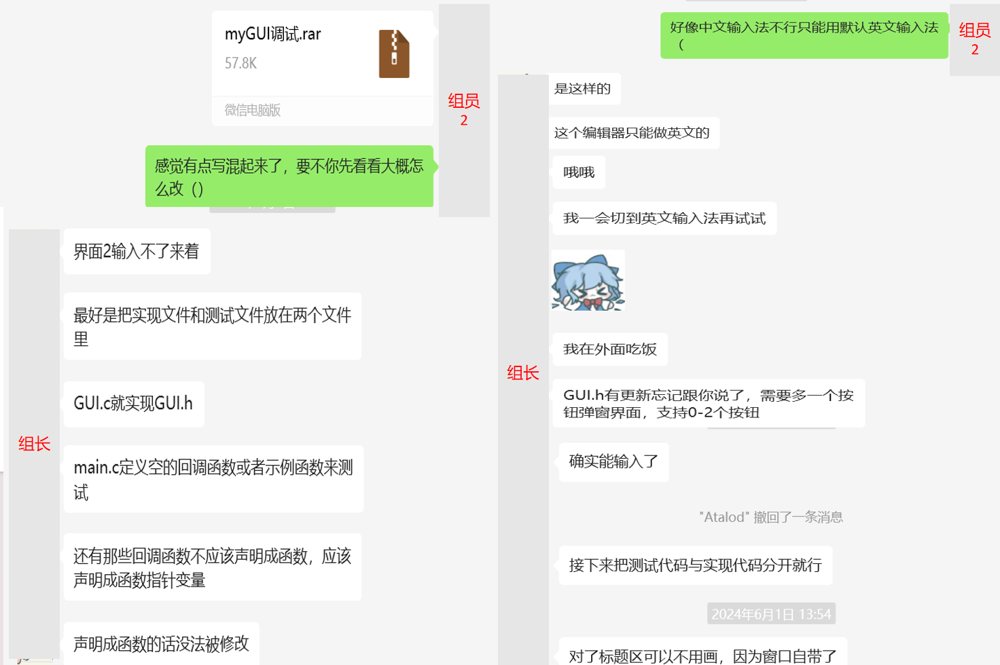 myGUI调试.rar
57.8K
微信电脑版
组员
2
感觉有点写混起来了，要不你先看看大概怎
么改（）
组长
界面2输入不了来着
最好是把实现文件和测试文件放在两个文件
里
GUI.c就实现GUI.h
main.c定义空的回调函数或者示例函数来测
试
还有那些回调函数不应该声明成函数，应该
声明成函数指针变量
声明成函数的话没法被修改
好像中文输入法不行只能用默认英文输入法
（
组员
2
组长
是这样的
这个编辑器只能做英文的
哦哦
我一会切到英文输入法再试试
我在外面吃饭
GUI.h有更新忘记跟你说了，需要多一个按
钮弹窗界面，支持0-2个按钮
确实能输入了
"Atalod" 撤回了一条消息
接下来把测试代码与实现代码分开就行
2024年6月1日 13:54
对了标题区可以不用画，因为窗口自带了